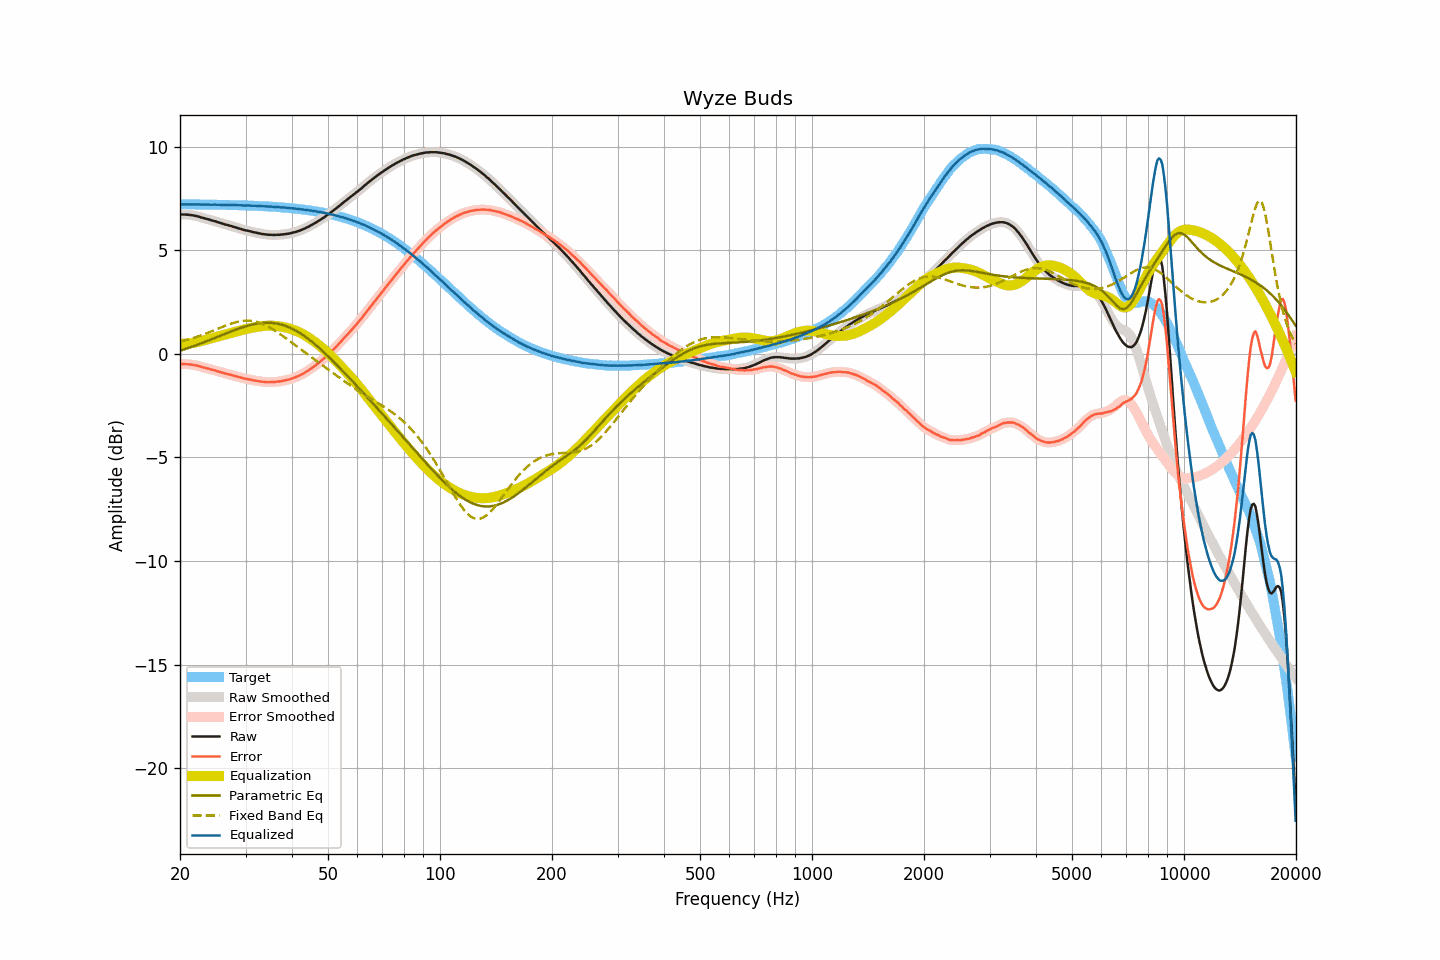 Wyze Buds
10
5
0
−5
−10
−15
−20
Amplitude (dBr)
Target
Raw Smoothed
Error Smoothed
Raw
Error
Equalization
Parametric Eq
Fixed Band Eq
Equalized
20 50 100 200 500 1000 2000 5000 10000 20000
Frequency (Hz)